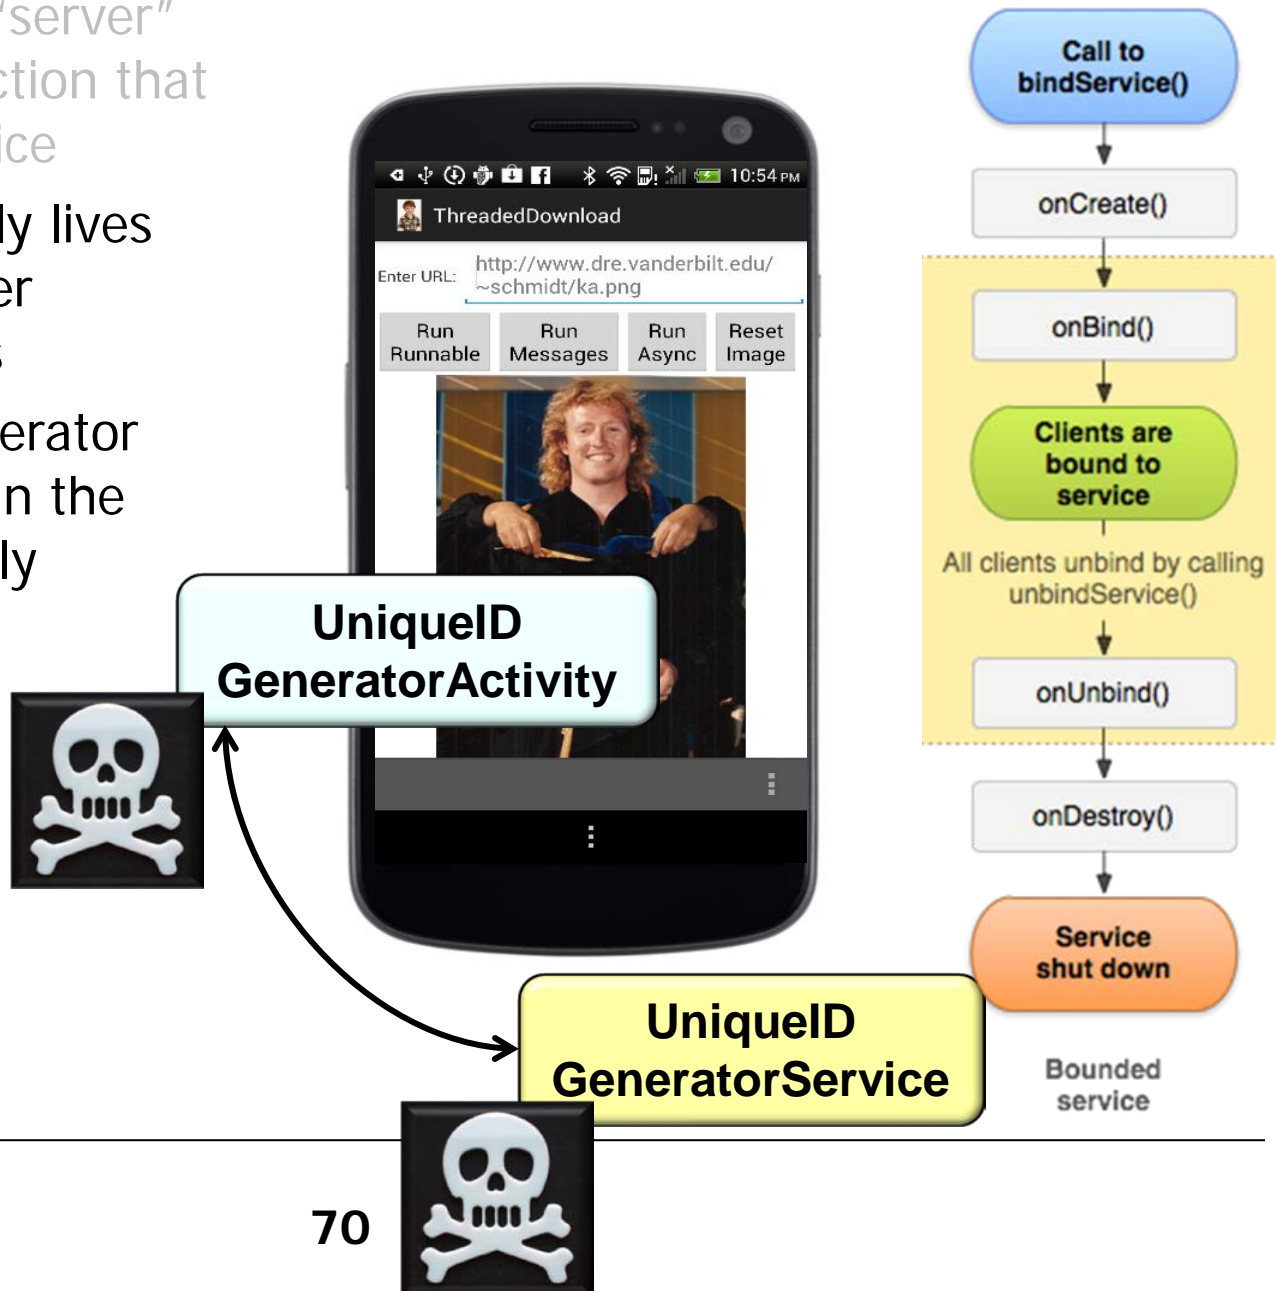 “server”
ction that
ice
ly lives
er
s
erator
n the
ly
10:54 PM
ThreadedDownload
Enter URL:
http://www.dre.vanderbilt.edu/
~schmidt/ka.png
Run
Runnable
Run
Messages
Run
Async
Reset
Image
UniqueID
GeneratorActivity
UniqueID
GeneratorService
Call to
bindService()
onCreate()
onBind()
Clients are
bound to
service
All clients unbind by calling
unbindService()
onUnbind()
onDestroy()
Service
shut down
Bounded
service
70